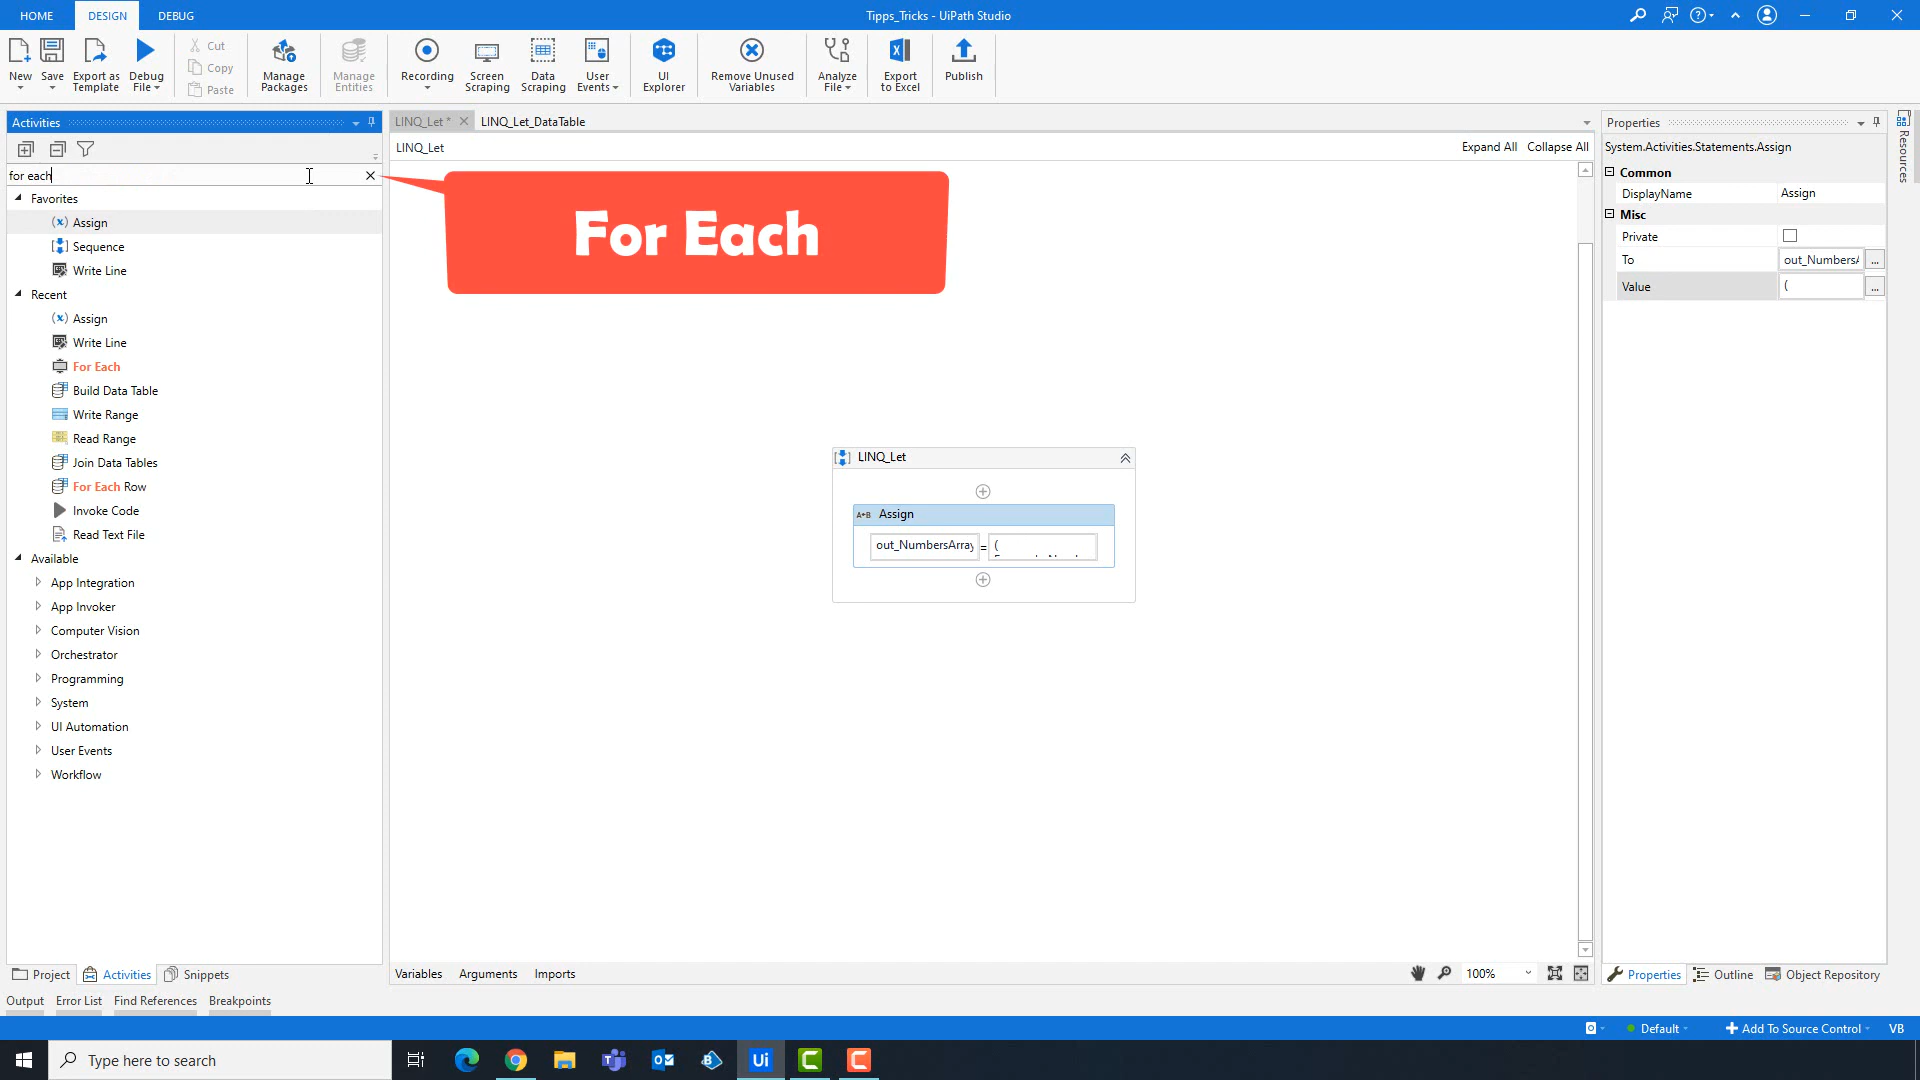 HOME DESIGN DEBUG Tipps_Tricks - UiPath Studio
New Save Export as Template Debug File Cut Copy Paste Manage Packages Manage Entities Recording Screen Scraping Data Scraping User Events UI Explorer Remove Unused Variables Analyze File Export to Excel Publish
Activities
for each
Favorites
Assign
Sequence
Write Line
Recent
Assign
Write Line
For Each
Build Data Table
Write Range
Read Range
Join Data Tables
For Each Row
Invoke Code
Read Text File
Available
App Integration
App Invoker
Computer Vision
Orchestrator
Programming
System
UI Automation
User Events
Workflow
Project Activities Snippets
LINQ_Let * LINQ_Let_DataTable
LINQ_Let Expand All Collapse All
For Each
LINQ_Let
A+B Assign
out_NumbersArray = (
Variables Arguments Imports 100%
Properties
System.Activities.Statements.Assign
Common
DisplayName Assign
Misc
Private
To out_NumbersA ...
Value ( ...
Properties Outline Object Repository
Resources
Output Error List Find References Breakpoints
Default Add To Source Control VB
Type here to search Ui